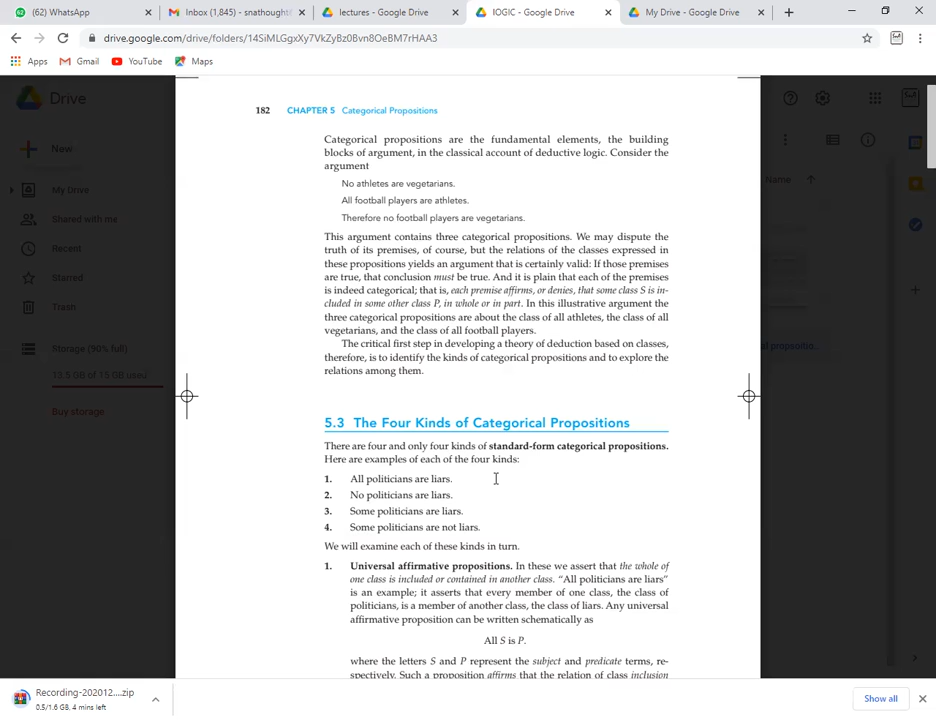 (62) WhatsApp
Inbox (1,845) - snathought
lectures - Google Drive
IOGIC - Google Drive
My Drive - Google Drive
drive.google.com/drive/folders/14SiMLGgxXy7VkZyBz0Bvn8OeBM7rHAA3
Apps
Gmail
YouTube
Maps
Drive
New
My Drive
Shared with me
Recent
Starred
Trash
Storage (90% full)
13.5 GB of 15 GB used
Buy storage
Name
182 CHAPTER 5 Categorical Propositions
Categorical propositions are the fundamental elements, the building
blocks of argument, in the classical account of deductive logic. Consider the
argument
No athletes are vegetarians.
All football players are athletes.
Therefore no football players are vegetarians.
This argument contains three categorical propositions. We may dispute the
truth of its premises, of course, but the relations of the classes expressed in
these propositions yields an argument that is certainly valid: If those premises
are true, that conclusion must be true. And it is plain that each of the premises
is indeed categorical; that is, each premise affirms, or denies, that some class S is in-
cluded in some other class P, in whole or in part. In this illustrative argument the
three categorical propositions are about the class of all athletes, the class of all
vegetarians, and the class of all football players.
The critical first step in developing a theory of deduction based on classes,
therefore, is to identify the kinds of categorical propositions and to explore the
relations among them.
5.3 The Four Kinds of Categorical Propositions
There are four and only four kinds of standard-form categorical propositions.
Here are examples of each of the four kinds:
1. All politicians are liars.
2. No politicians are liars.
3. Some politicians are liars.
4. Some politicians are not liars.
We will examine each of these kinds in turn.
1. Universal affirmative propositions. In these we assert that the whole of
one class is included or contained in another class. “All politicians are liars”
is an example; it asserts that every member of one class, the class of
politicians, is a member of another class, the class of liars. Any universal
affirmative proposition can be written schematically as
All S is P.
where the letters S and P represent the subject and predicate terms, re-
spectively. Such a proposition affirms that the relation of class inclusion
Recording-202012....zip
0.5/1.6 GB, 4 mins left
Show all